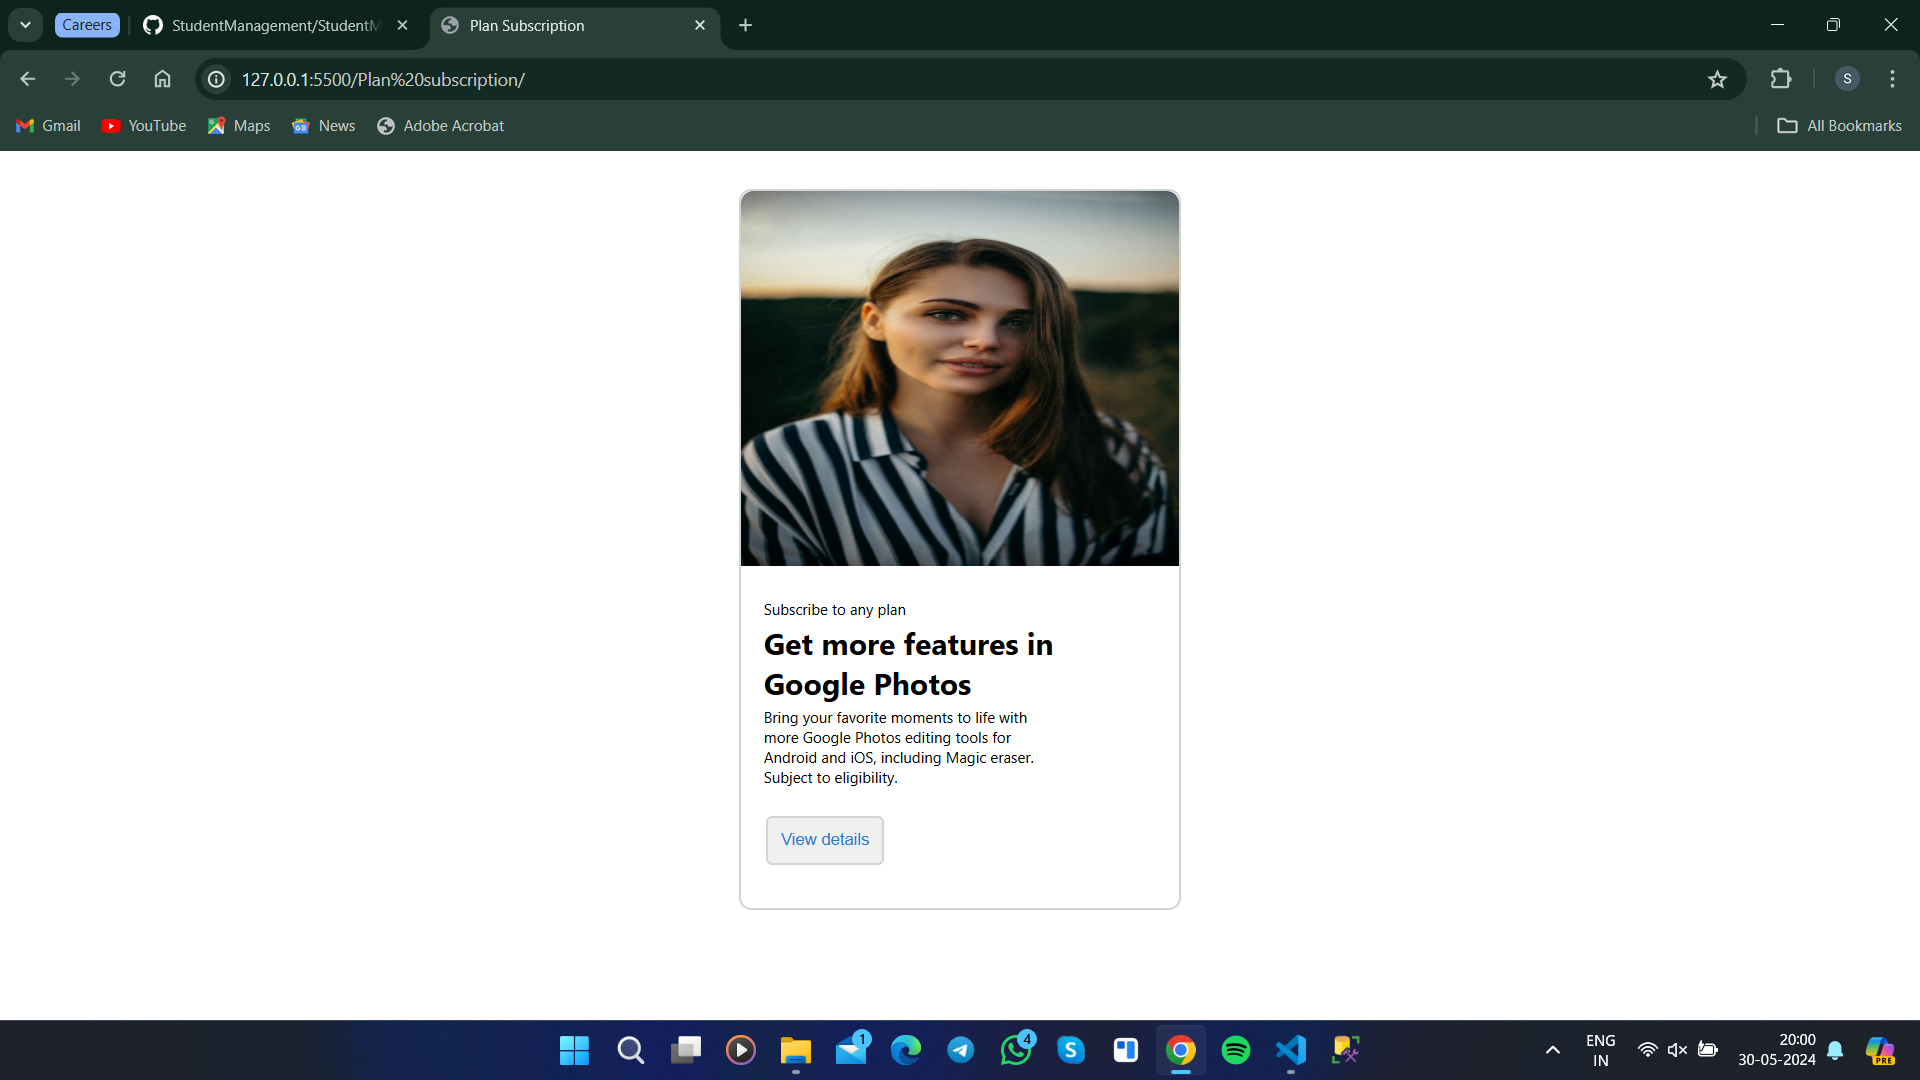 Careers
StudentManagement/StudentM
Plan Subscription
127.0.0.1:5500/Plan%20subscription/
S
Gmail
YouTube
Maps
News
Adobe Acrobat
All Bookmarks
Subscribe to any plan
Get more features in
Google Photos
Bring your favorite moments to life with
more Google Photos editing tools for
Android and iOS, including Magic eraser.
Subject to eligibility.
View details
1
4
S
ENG
IN
20:00
30-05-2024
PRE